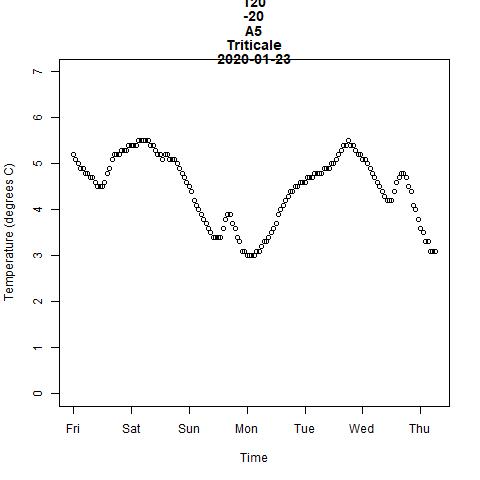 120
-20
A5
Triticale
2020-01-23
Temperature (degrees C)
7
6
5
4
3
2
1
0
Fri Sat Sun Mon Tue Wed Thu
Time